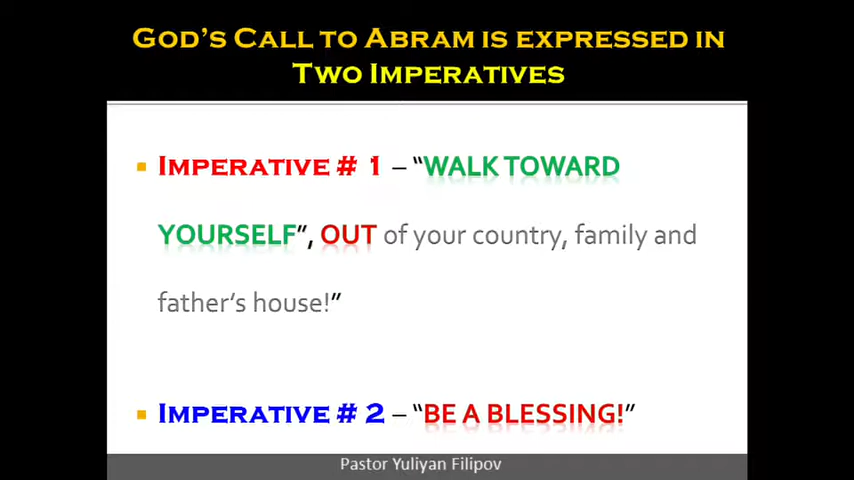 God's Call to Abram is expressed in
Two Imperatives
Imperative # 1 – “WALK TOWARD
YOURSELF”, OUT of your country, family and
father's house!”
Imperative # 2 – “BE A BLESSING!”
Pastor Yuliyan Filipov